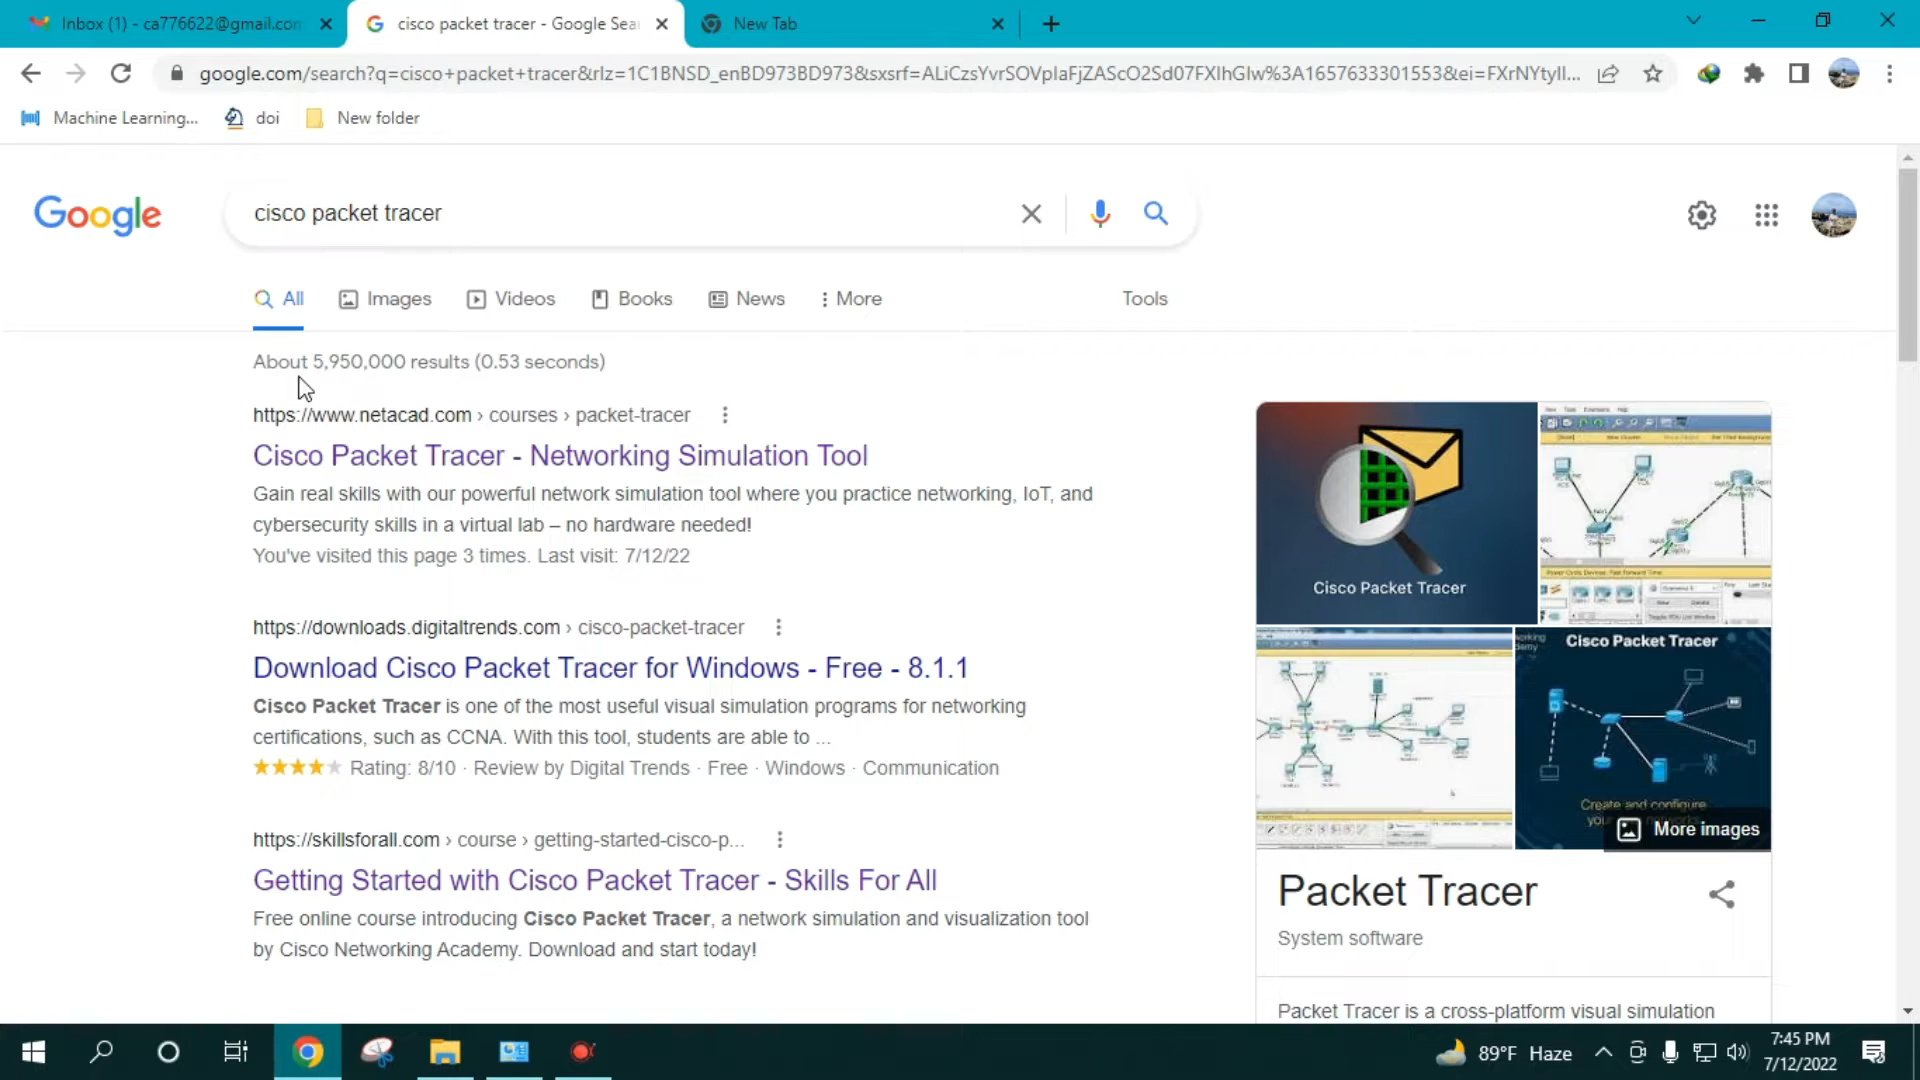 Inbox (1) - ca776622@gmail.com
cisco packet tracer - Google Sea
New Tab
google.com/search?q=cisco+packet+tracer&rlz=1C1BNSD_enBD973BD973&sxsrf=ALiCzsYvrSOVplaFjZAScO2Sd07FXlhGlw%3A1657633301553&ei=FXrNYtyIl...
Machine Learning...
doi
New folder
Google
cisco packet tracer
All
Images
Videos
Books
News
More
Tools
About 5,950,000 results (0.53 seconds)
https://www.netacad.com › courses › packet-tracer
Cisco Packet Tracer - Networking Simulation Tool
Gain real skills with our powerful network simulation tool where you practice networking, IoT, and
cybersecurity skills in a virtual lab – no hardware needed!
You've visited this page 3 times. Last visit: 7/12/22
https://downloads.digitaltrends.com › cisco-packet-tracer
Download Cisco Packet Tracer for Windows - Free - 8.1.1
Cisco Packet Tracer is one of the most useful visual simulation programs for networking
certifications, such as CCNA. With this tool, students are able to ...
Rating: 8/10 · Review by Digital Trends · Free · Windows · Communication
https://skillsforall.com › course › getting-started-cisco-p...
Getting Started with Cisco Packet Tracer - Skills For All
Free online course introducing Cisco Packet Tracer, a network simulation and visualization tool
by Cisco Networking Academy. Download and start today!
Cisco Packet Tracer
Cisco Packet Tracer
Create and configure
More images
Packet Tracer
System software
Packet Tracer is a cross-platform visual simulation
89°F Haze
7:45 PM
7/12/2022